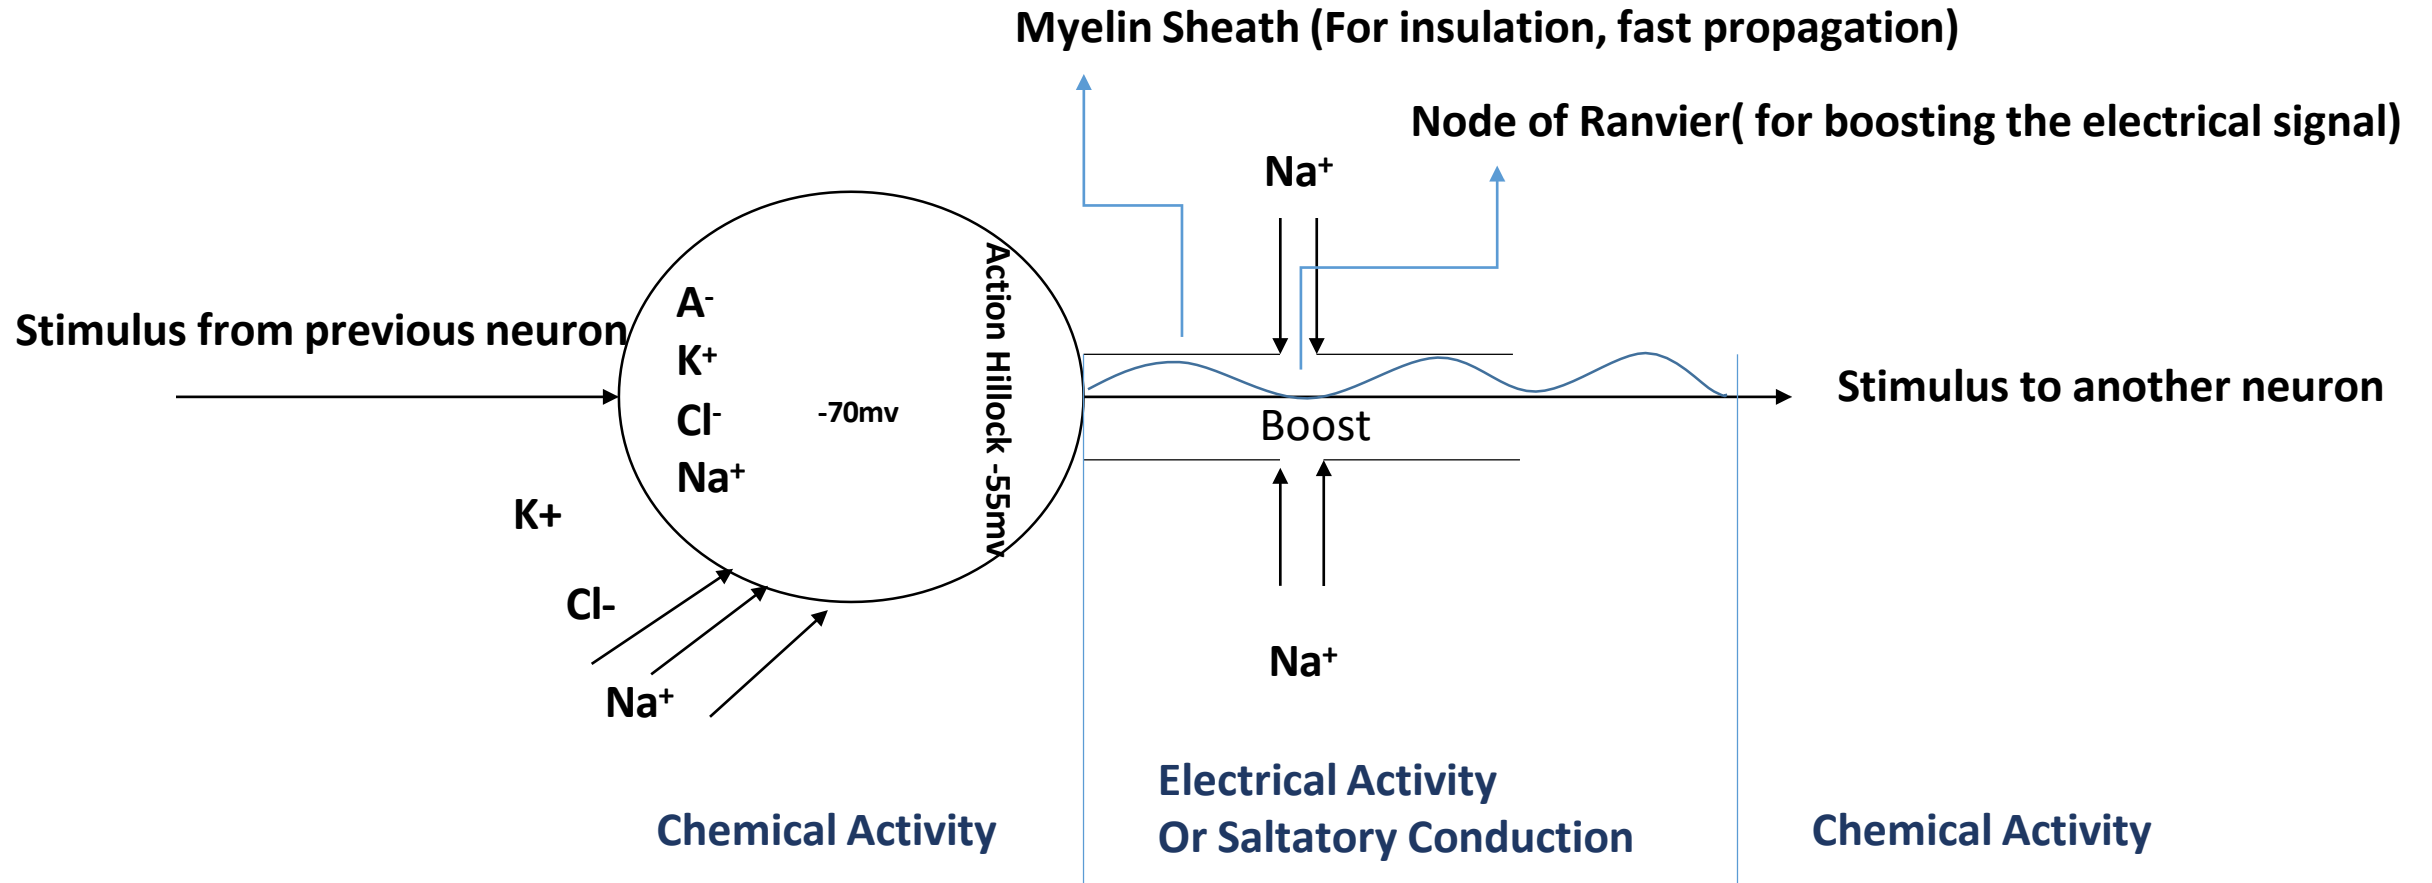 Myelin Sheath (For insulation, fast propagation)
Node of Ranvier( for boosting the electrical signal)
Na⁺
Stimulus from previous neuron
A⁻
K⁺
Cl⁻
Na⁺
-70mv
Action Hillock -55mv
Boost
Stimulus to another neuron
K+
Cl-
Na⁺
Na⁺
Chemical Activity
Electrical Activity
Or Saltatory Conduction
Chemical Activity